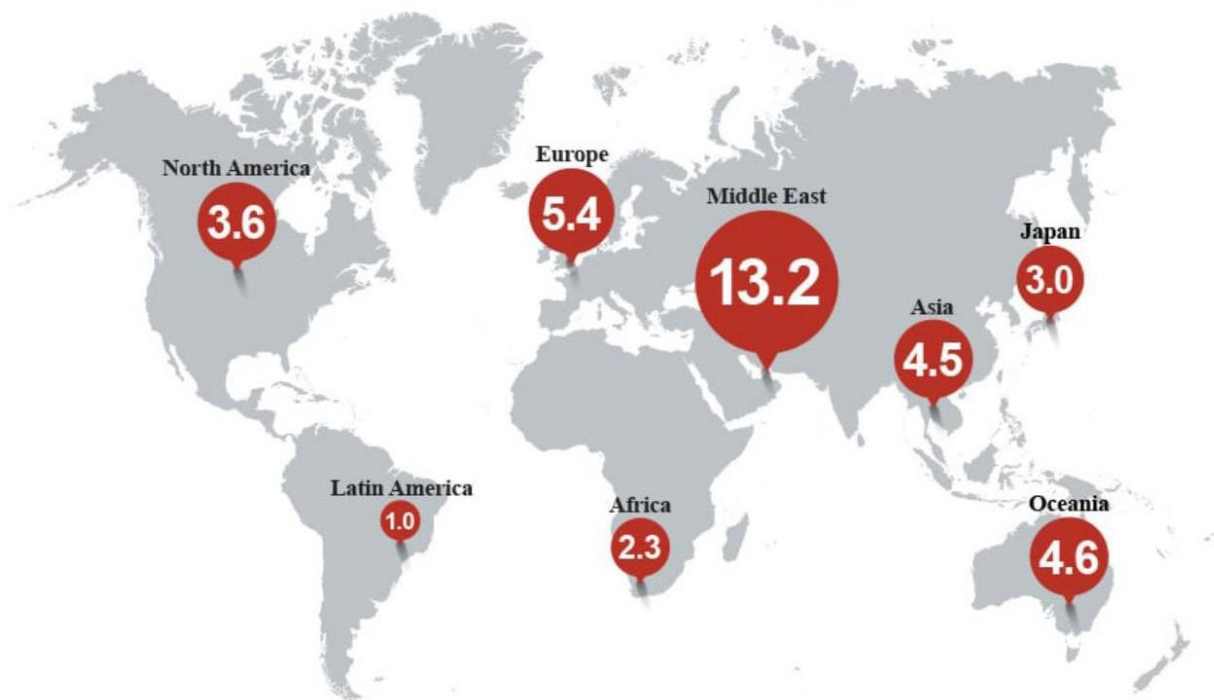 North America
3.6
Europe
5.4
Middle East
13.2
Japan
3.0
Asia
4.5
Latin America
1.0
Africa
2.3
Oceania
4.6